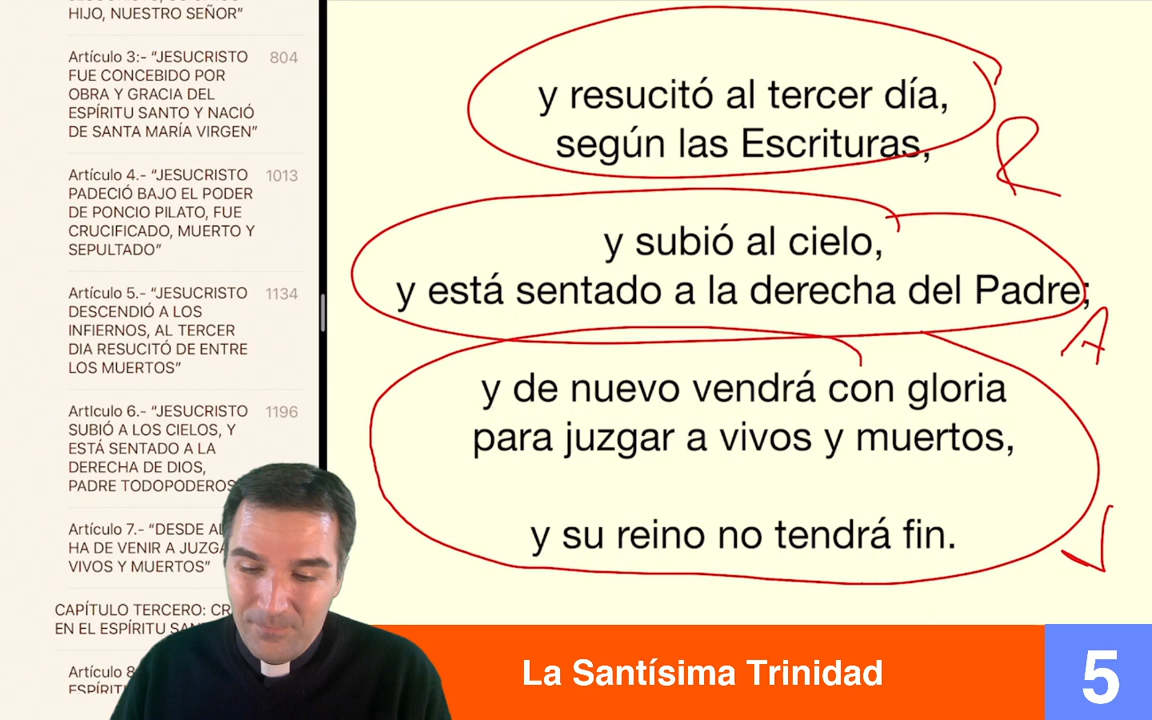 HIJO, NUESTRO SEÑOR”
Artículo 3:- “JESUCRISTO 804
FUE CONCEBIDO POR
OBRA Y GRACIA DEL
ESPÍRITU SANTO Y NACIÓ
DE SANTA MARÍA VIRGEN”
Artículo 4.- “JESUCRISTO 1013
PADECIÓ BAJO EL PODER
DE PONCIO PILATO, FUE
CRUCIFICADO, MUERTO Y
SEPULTADO”
Artículo 5.- “JESUCRISTO 1134
DESCENDIÓ A LOS
INFIERNOS, AL TERCER
DIA RESUCITÓ DE ENTRE
LOS MUERTOS”
Artículo 6.- “JESUCRISTO 1196
SUBIÓ A LOS CIELOS, Y
ESTÁ SENTADO A LA
DERECHA DE DIOS,
PADRE TODOPODEROS
Artículo 7.- “DESDE AL
HA DE VENIR A JUZGA
VIVOS Y MUERTOS”
CAPÍTULO TERCERO: CR
EN EL ESPÍRITU SAN
Artículo 8
ESPÍRIT
y resucitó al tercer día,
según las Escrituras,
R
y subió al cielo,
y está sentado a la derecha del Padre;
A
y de nuevo vendrá con gloria
para juzgar a vivos y muertos,
y su reino no tendrá fin.
La Santísima Trinidad
5